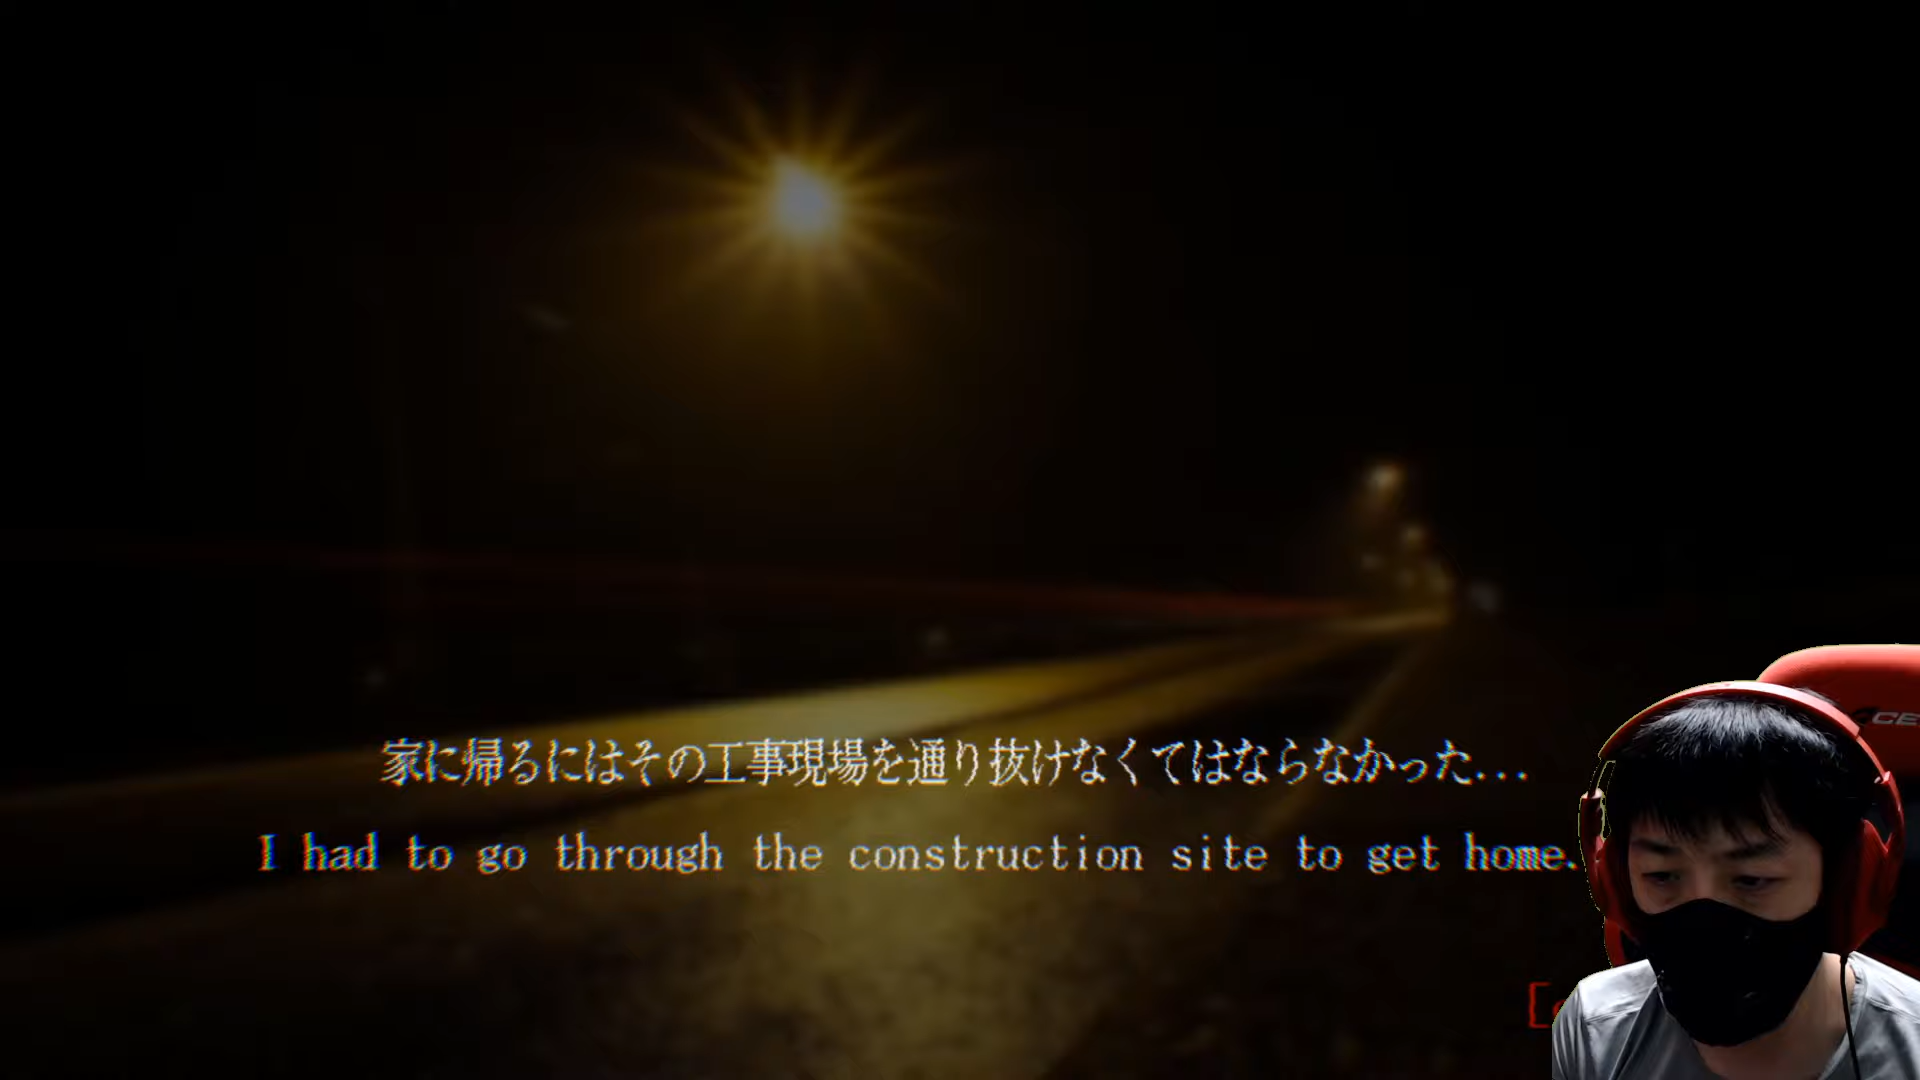 家に帰るにはその工事現場を通り抜けなくてはならなかった...
I had to go through the construction site to get home.